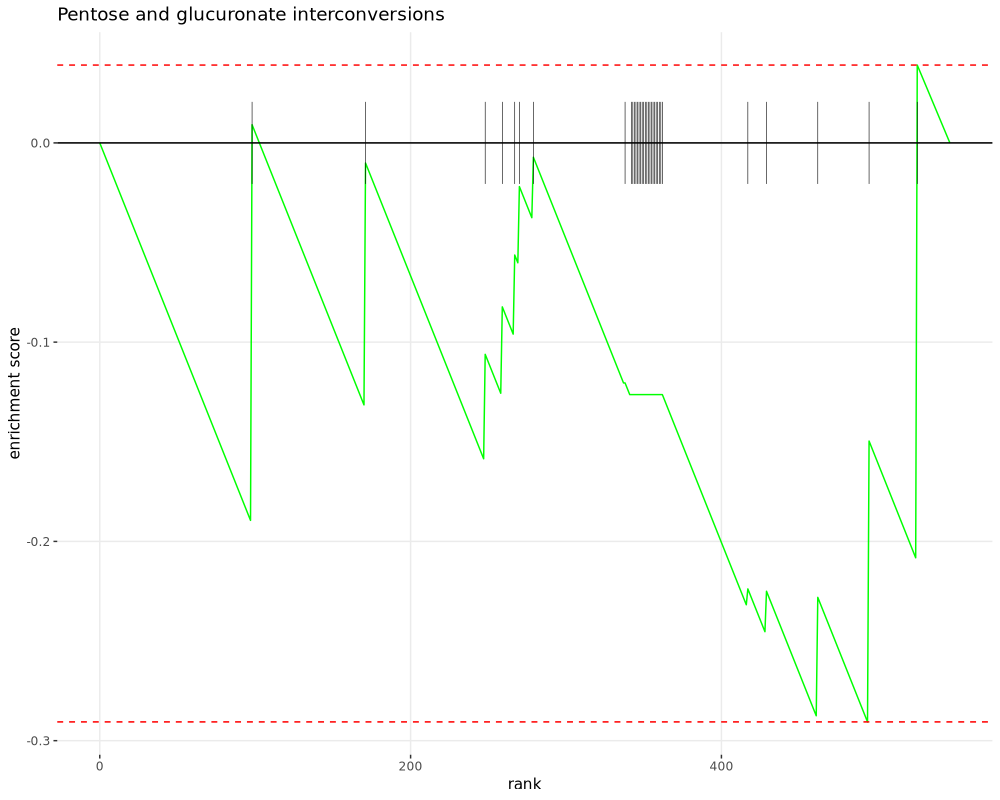 Pentose and glucuronate interconversions
0.0
-0.1
-0.2
-0.3
enrichment score
0
200
400
rank